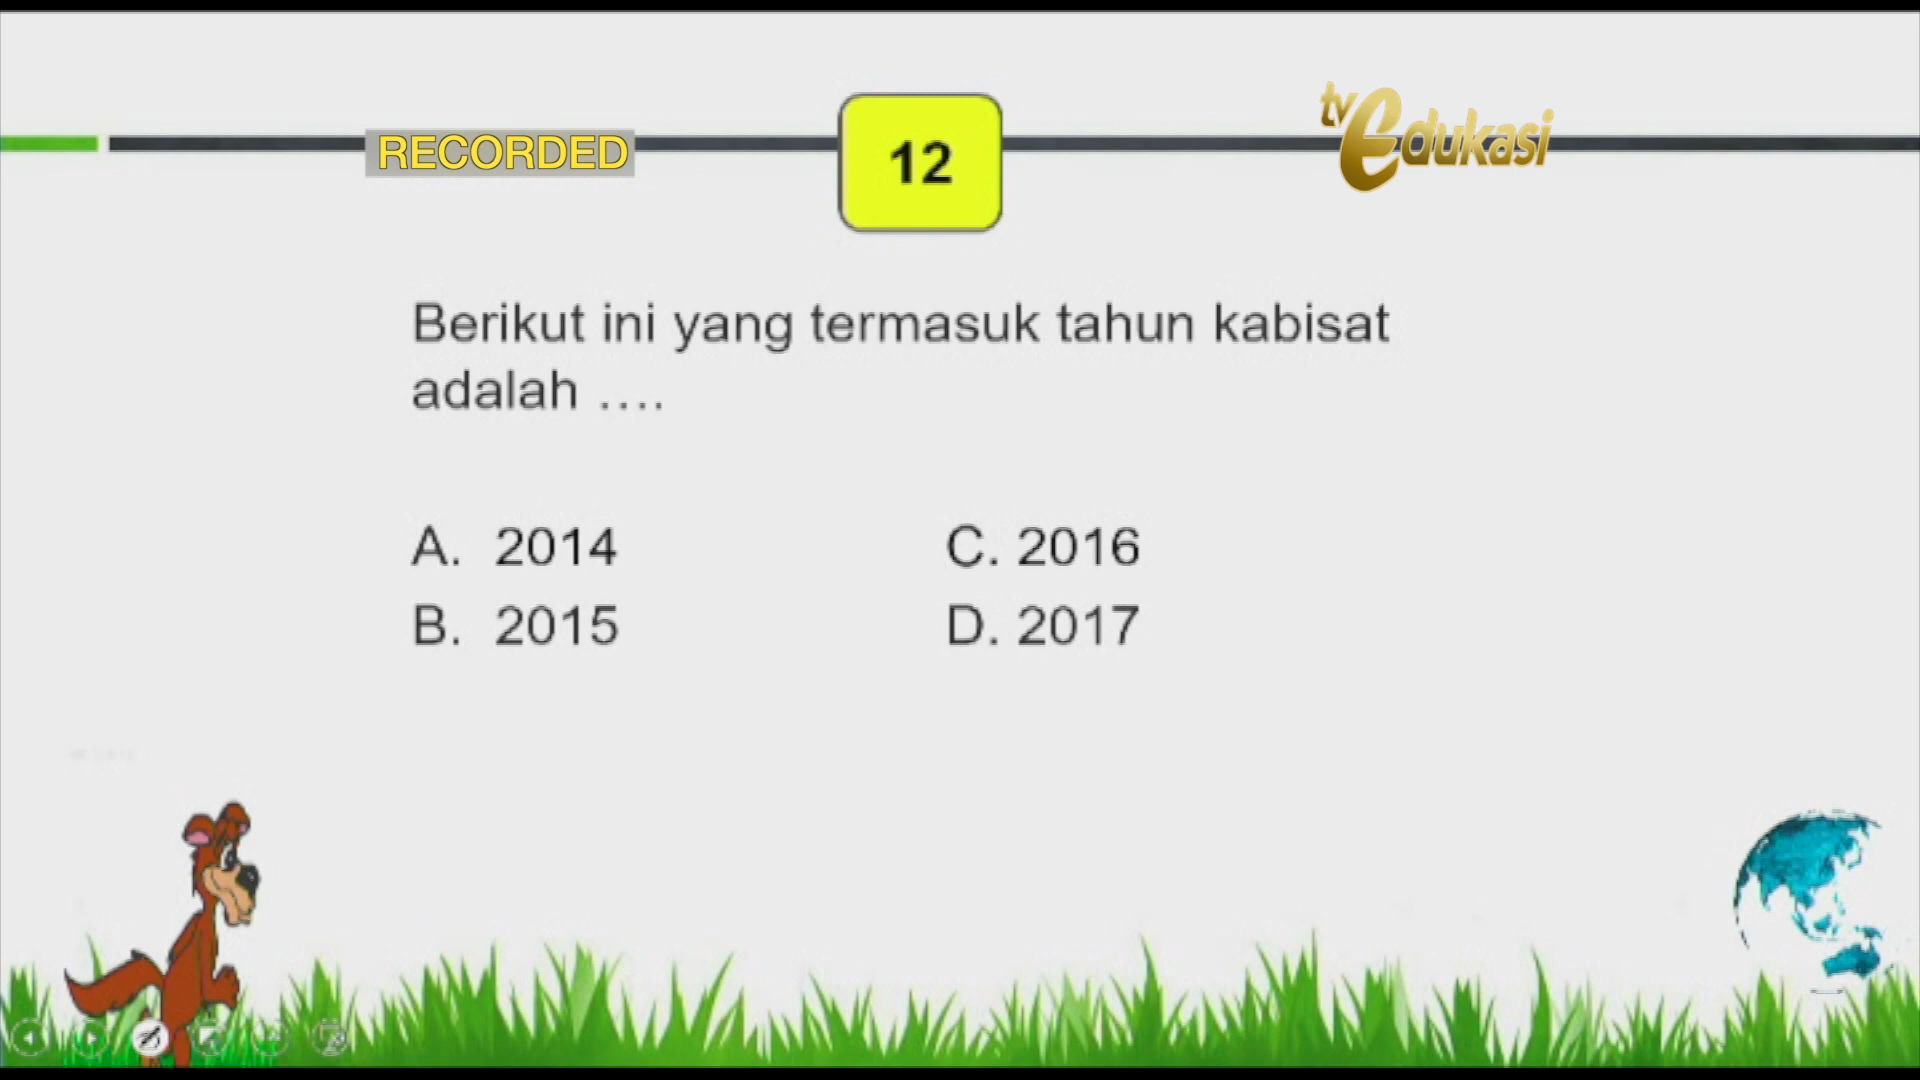 RECORDED
12
tv Edukasi
Berikut ini yang termasuk tahun kabisat
adalah ....
A. 2014
C. 2016
B. 2015
D. 2017